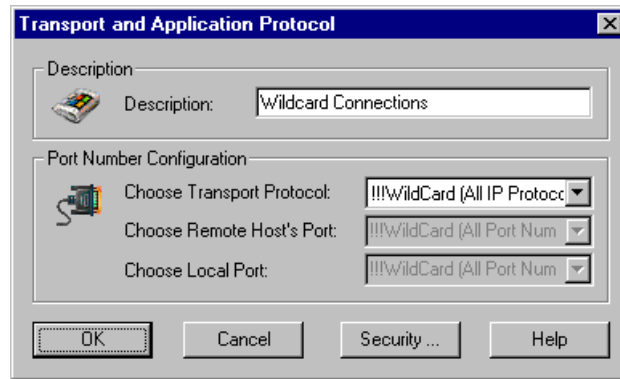 Transport and Application Protocol
Description
Description: Wildcard Connections
Port Number Configuration
Choose Transport Protocol: !!!WildCard (All IP Protoc
Choose Remote Host's Port: !!!WildCard (All Port Num
Choose Local Port: !!!WildCard (All Port Num
OK Cancel Security ... Help